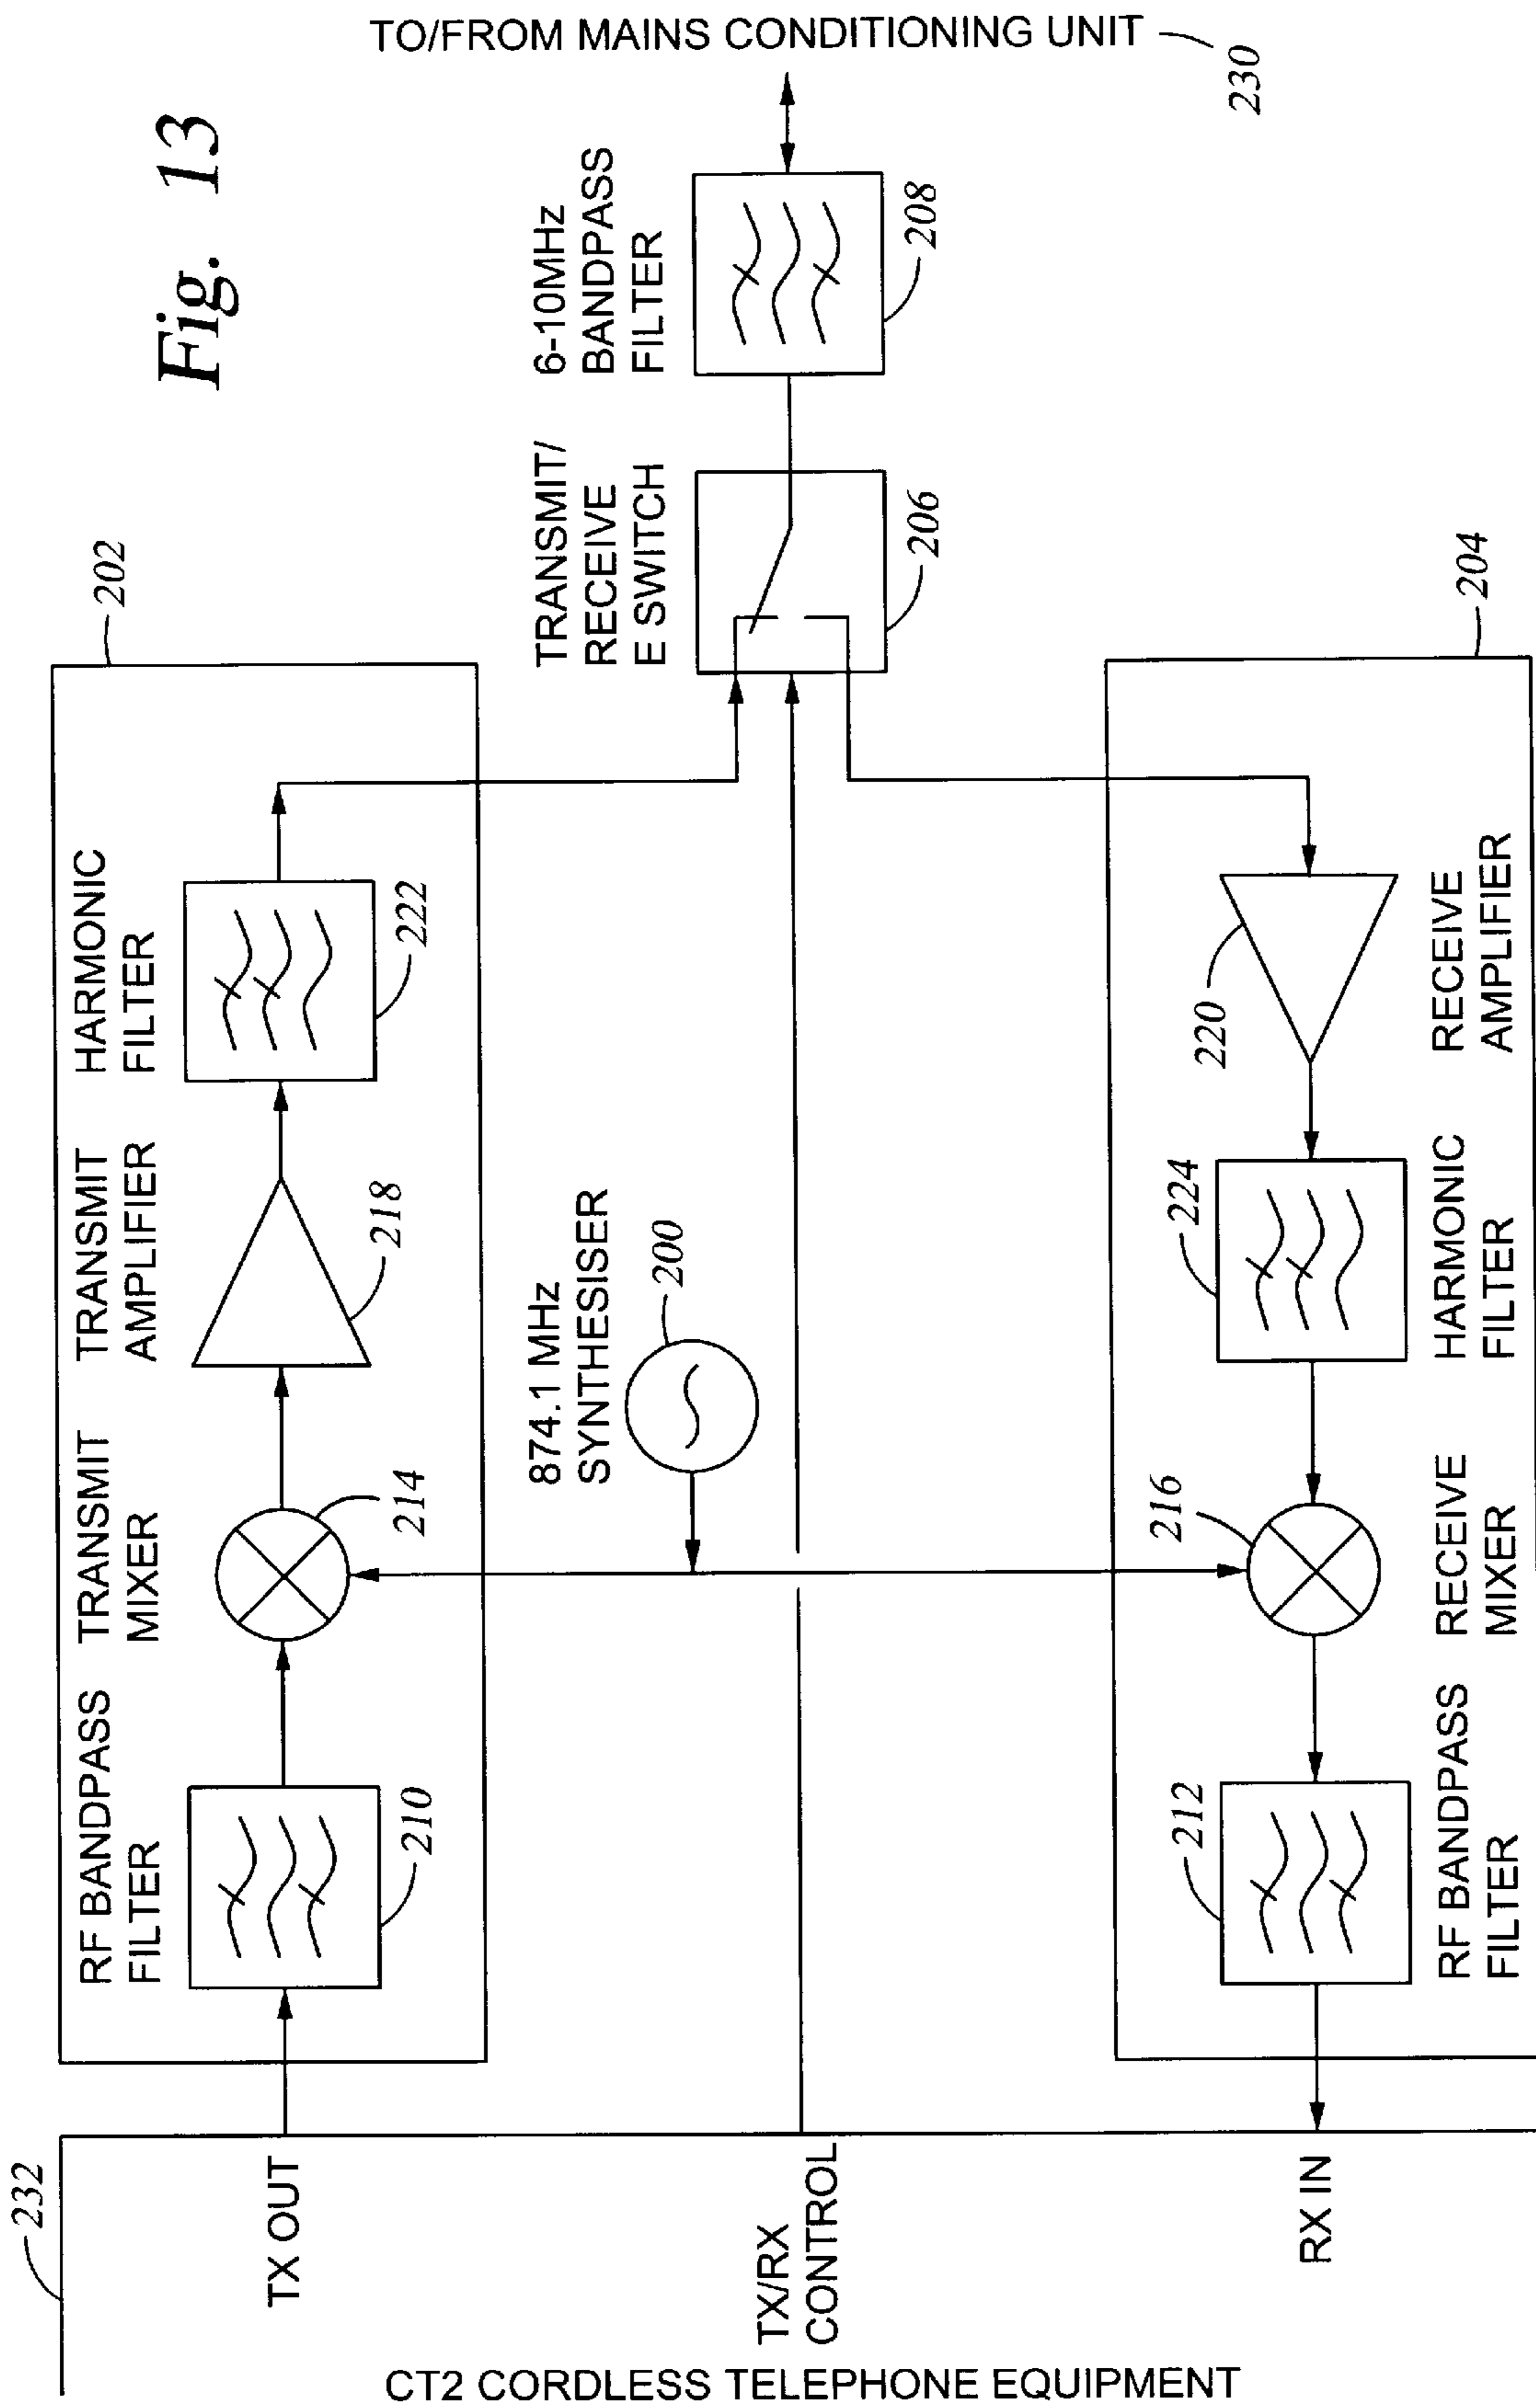 Fig. 13
202
RF BANDPASS
FILTER
TRANSMIT
MIXER
TRANSMIT
AMPLIFIER
HARMONIC
FILTER
210
214
218
222
232
TX OUT
TX/RX
CONTROL
RX IN
CT2 CORDLESS TELEPHONE EQUIPMENT
874.1 MHz
SYNTHESISER
200
TRANSMIT/
RECEIVE
E SWITCH
206
6-10MHz
BANDPASS
FILTER
208
TO/FROM MAINS CONDITIONING UNIT
230
204
212
216
224
220
RF BANDPASS
FILTER
RECEIVE
MIXER
HARMONIC
FILTER
RECEIVE
AMPLIFIER